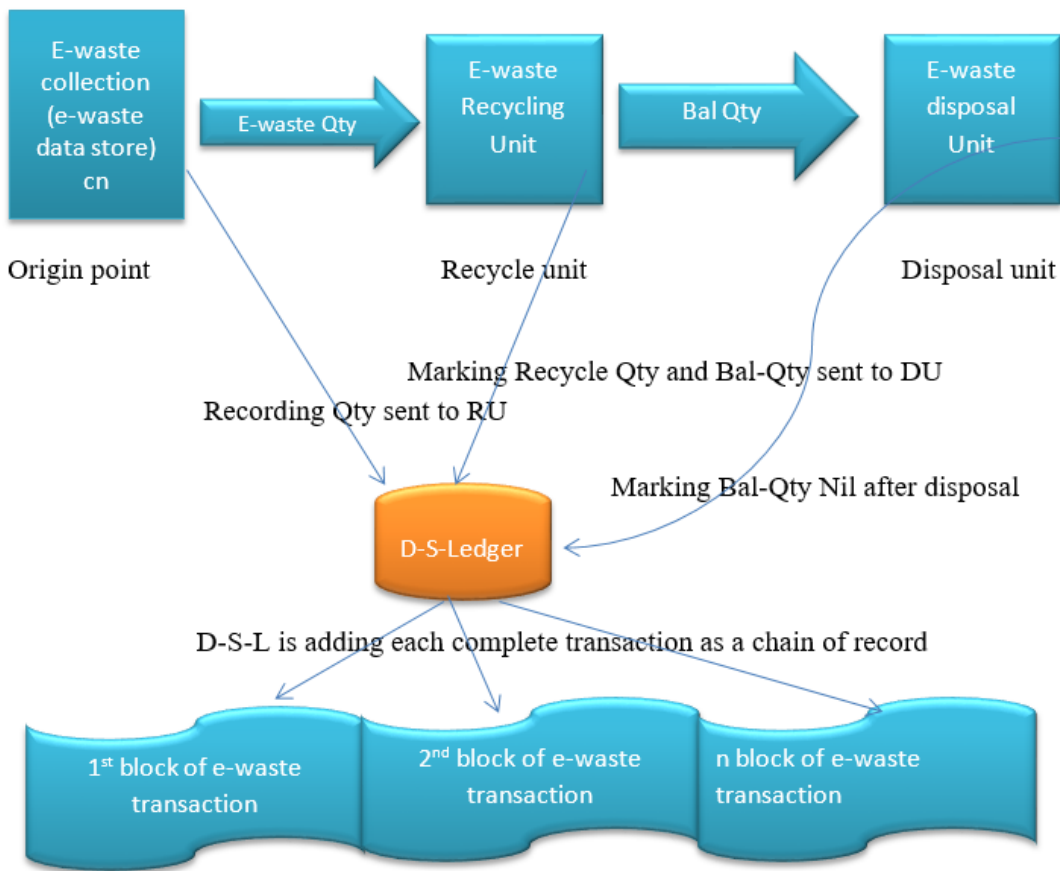 E-waste
collection
(e-waste
data store)
cn
E-waste Qty
E-waste
Recycling
Unit
Bal Qty
E-waste
disposal
Unit
Origin point
Recycle unit
Disposal unit
Marking Recycle Qty and Bal-Qty sent to DU
Recording Qty sent to RU
Marking Bal-Qty Nil after disposal
D-S-Ledger
D-S-L is adding each complete transaction as a chain of record
1st block of e-waste
transaction
2nd block of e-waste
transaction
n block of e-waste
transaction